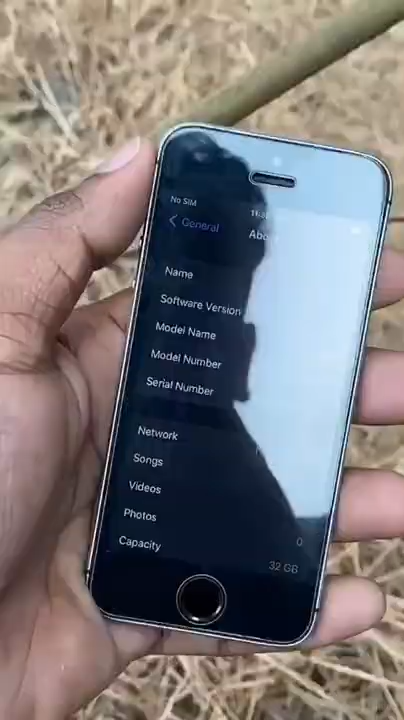 No SIM
General
Name
Software Version
Model Name
Model Number
Serial Number
Network
Songs
Videos
Photos
0
Capacity
32 GB